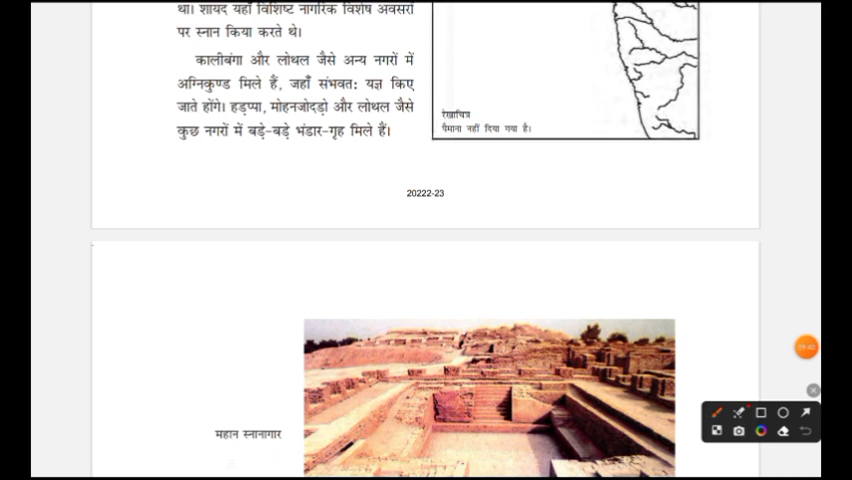 था। शायद यहाँ विशिष्ट नागरिक विशेष अवसरों
पर स्नान किया करते थे।
कालीबंगा और लोथल जैसे अन्य नगरों में
अग्निकुण्ड मिले हैं, जहाँ संभवत: यज्ञ किए
जाते होंगे। हड़प्पा, मोहनजोदड़ो और लोथल जैसे
कुछ नगरों में बड़े-बड़े भंडार-गृह मिले हैं।
रेखाचित्र
पैमाना नहीं दिया गया है।
20222-23
महान स्नानागार